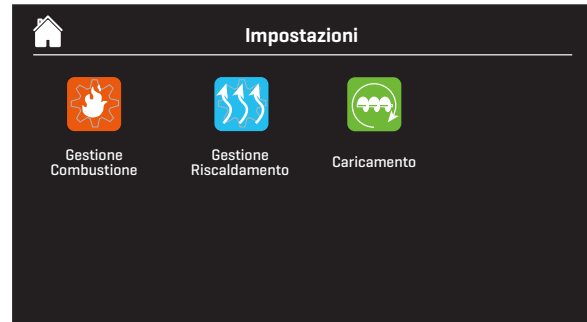 Impostazioni
Gestione
Combustione
Gestione
Riscaldamento
Caricamento